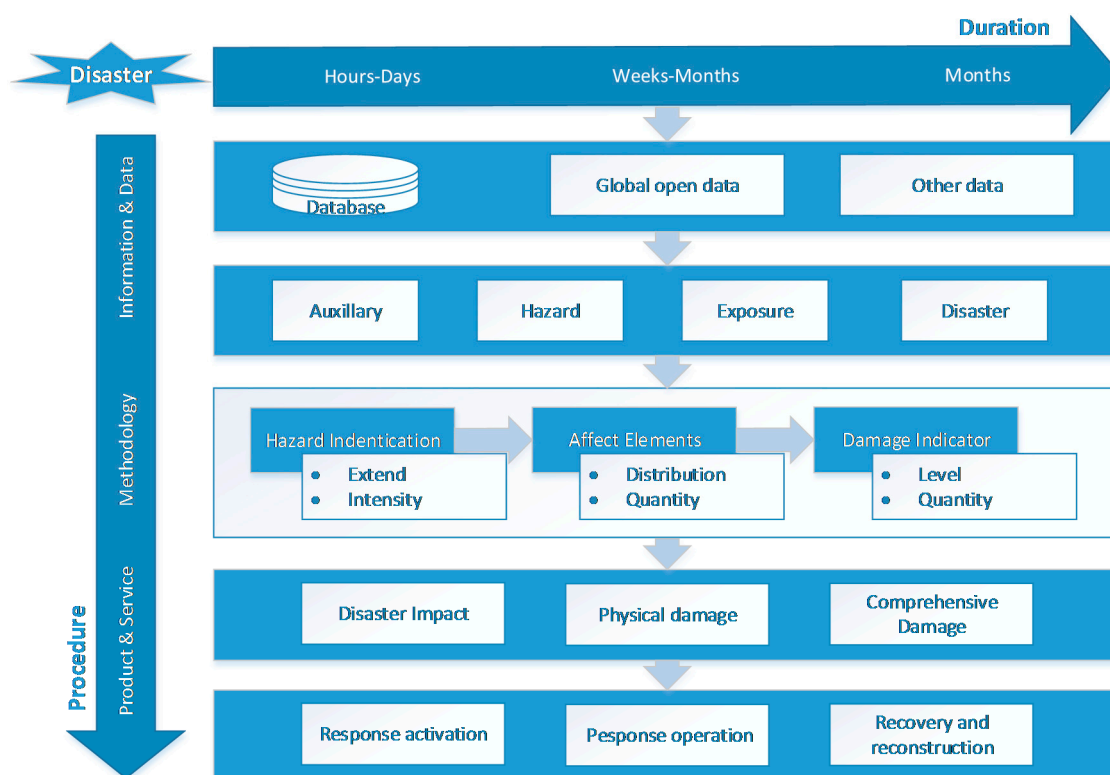 Duration
Disaster
Hours-Days
Weeks-Months
Months
Information & Data
Database
Global open data
Other data
Auxillary
Hazard
Exposure
Disaster
Methodology
Hazard Indentication
Affect Elements
Damage Indicator
• Extend
• Intensity
• Distribution
• Quantity
• Level
• Quantity
Procedure
Product & Service
Disaster Impact
Physical damage
Comprehensive
Damage
Response activation
Pesponse operation
Recovery and
reconstruction